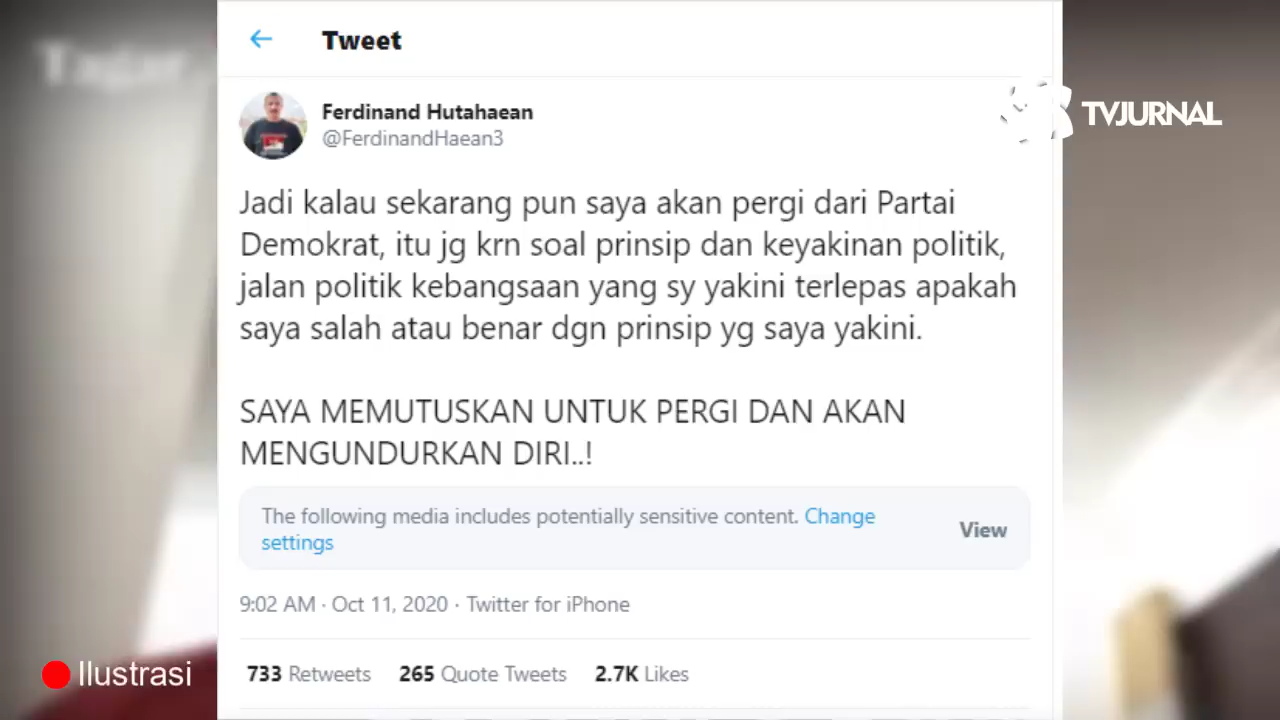 Tweet
Ferdinand Hutahaean
@FerdinandHaean3
TVJURNAL
Jadi kalau sekarang pun saya akan pergi dari Partai
Demokrat, itu jg krn soal prinsip dan keyakinan politik,
jalan politik kebangsaan yang sy yakini terlepas apakah
saya salah atau benar dgn prinsip yg saya yakini.
SAYA MEMUTUSKAN UNTUK PERGI DAN AKAN
MENGUNDURKAN DIRI..!
The following media includes potentially sensitive content. Change
settings
View
9:02 AM · Oct 11, 2020 · Twitter for iPhone
733 Retweets 265 Quote Tweets 2.7K Likes
Ilustrasi